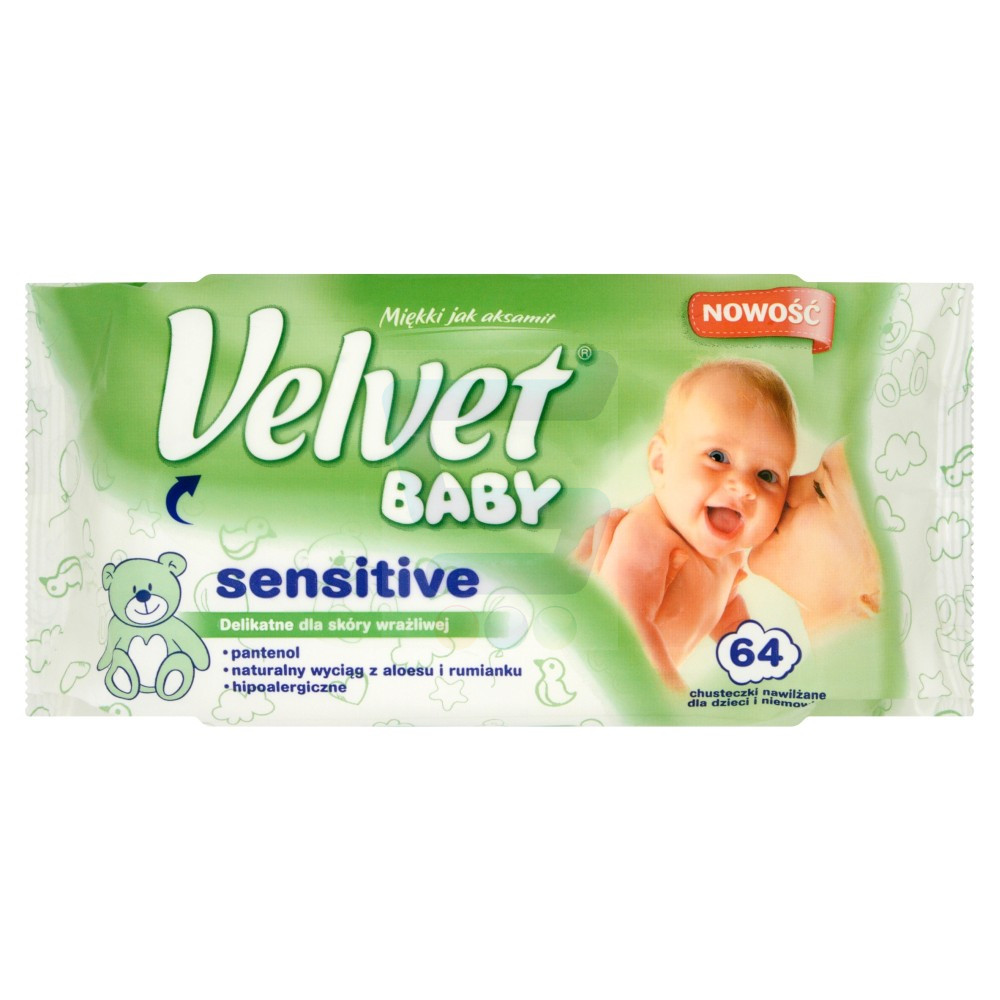 Miękki jak aksamit
NOWOŚĆ
Velvet®
BABY
sensitive
Delikatne dla skóry wrażliwej
•pantenol
•naturalny wyciąg z aloesu i rumianku
•hipoalergiczne
64
chusteczki nawilżane
dla dzieci i